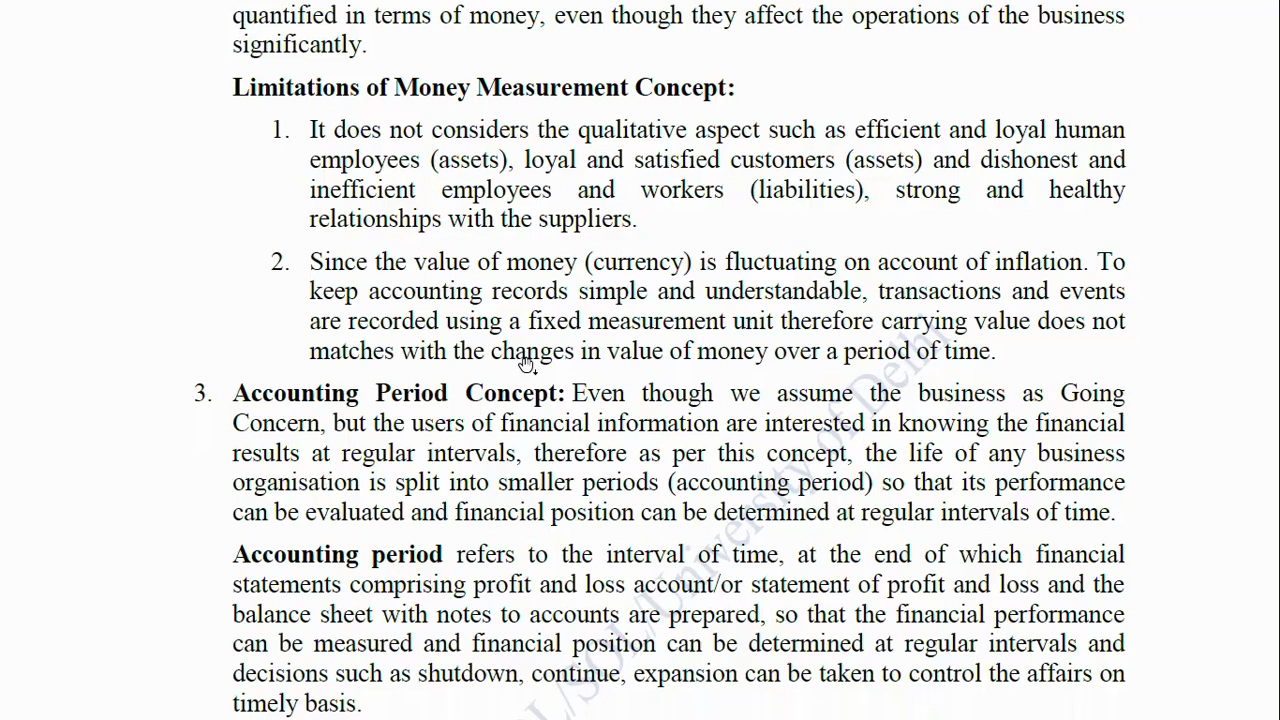 quantified in terms of money, even though they affect the operations of the business
significantly.
Limitations of Money Measurement Concept:
1. It does not considers the qualitative aspect such as efficient and loyal human
employees (assets), loyal and satisfied customers (assets) and dishonest and
inefficient employees and workers (liabilities), strong and healthy
relationships with the suppliers.
2. Since the value of money (currency) is fluctuating on account of inflation. To
keep accounting records simple and understandable, transactions and events
are recorded using a fixed measurement unit therefore carrying value does not
matches with the changes in value of money over a period of time.
3. Accounting Period Concept: Even though we assume the business as Going
Concern, but the users of financial information are interested in knowing the financial
results at regular intervals, therefore as per this concept, the life of any business
organisation is split into smaller periods (accounting period) so that its performance
can be evaluated and financial position can be determined at regular intervals of time.
Accounting period refers to the interval of time, at the end of which financial
statements comprising profit and loss account/or statement of profit and loss and the
balance sheet with notes to accounts are prepared, so that the financial performance
can be measured and financial position can be determined at regular intervals and
decisions such as shutdown, continue, expansion can be taken to control the affairs on
timely basis.
/SOL/University of Delhi